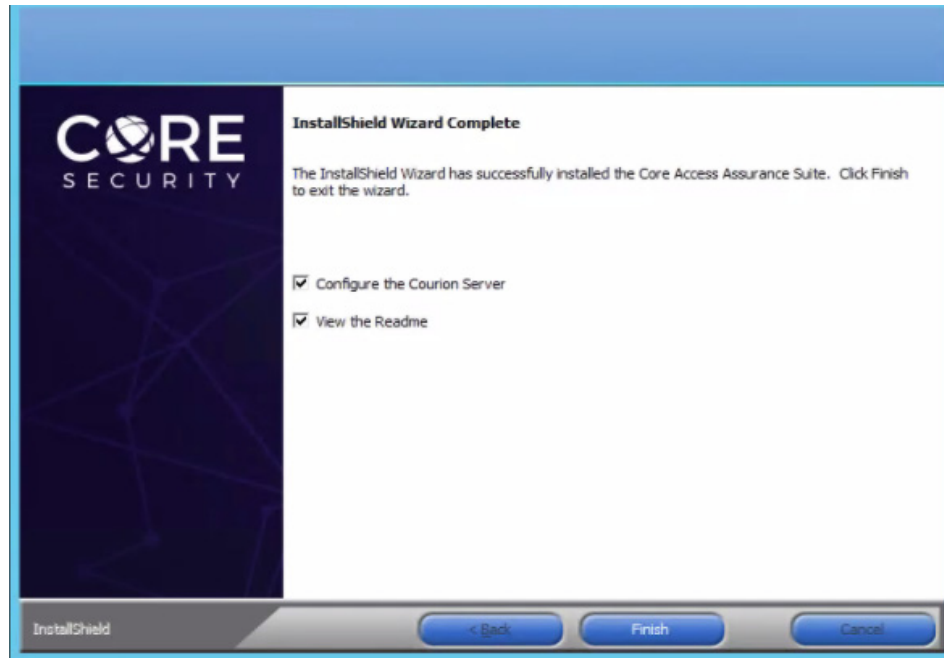 CORE
SECURITY
InstallShield Wizard Complete
The InstallShield Wizard has successfully installed the Core Access Assurance Suite. Click Finish
to exit the wizard.
Configure the Courion Server
View the Readme
InstallShield
< Back
Finish
Cancel